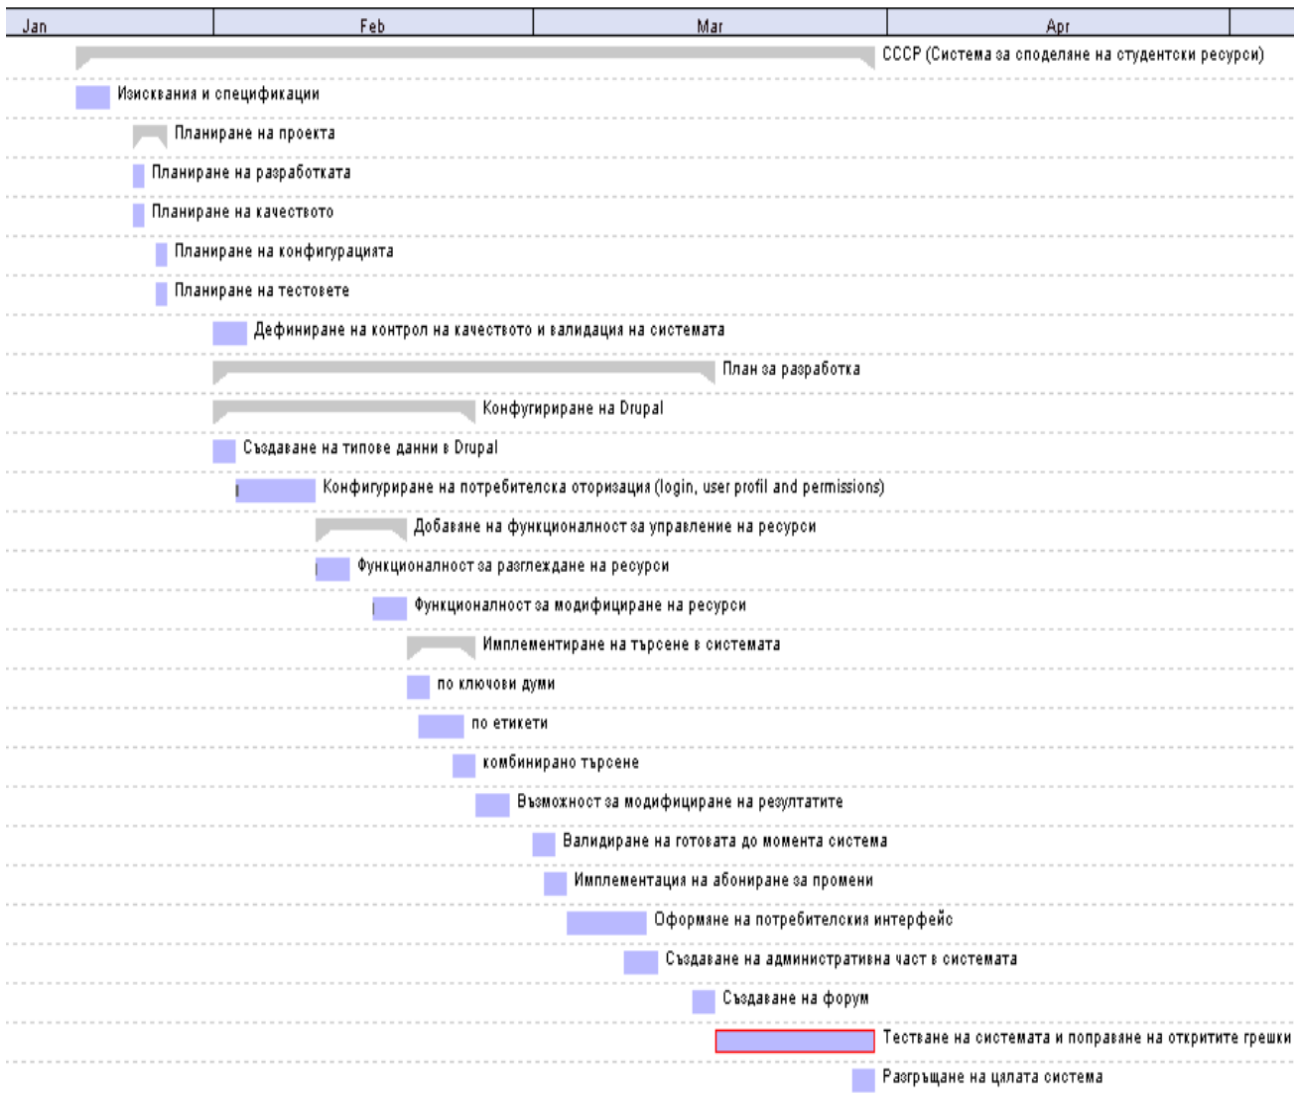 Jan Feb Mar Apr
СССР (Система за споделяне на студентски ресурси)
Изисквания и спецификации
Планиране на проекта
Планиране на разработката
Планиране на качеството
Планиране на конфигурацията
Планиране на тестовете
Дефиниране на контрол на качеството и валидация на системата
План за разработка
Конфугириране на Drupal
Създаване на типове данни в Drupal
Конфигуриране на потребителска оторизация (login, user profil and permissions)
Добавяне на функционалност за управление на ресурси
Функционалност за разглеждане на ресурси
Функционалност за модифициране на ресурси
Имплементиране на търсене в системата
по ключови думи
по етикети
комбинирано търсене
Възможност за модифициране на резултатите
Валидиране на готовата до момента система
Имплементация на абониране за промени
Оформяне на потребителския интерфейс
Създаване на административна част в системата
Създаване на форум
Тестване на системата и поправяне на откритите грешки
Разгръщане на цялата система